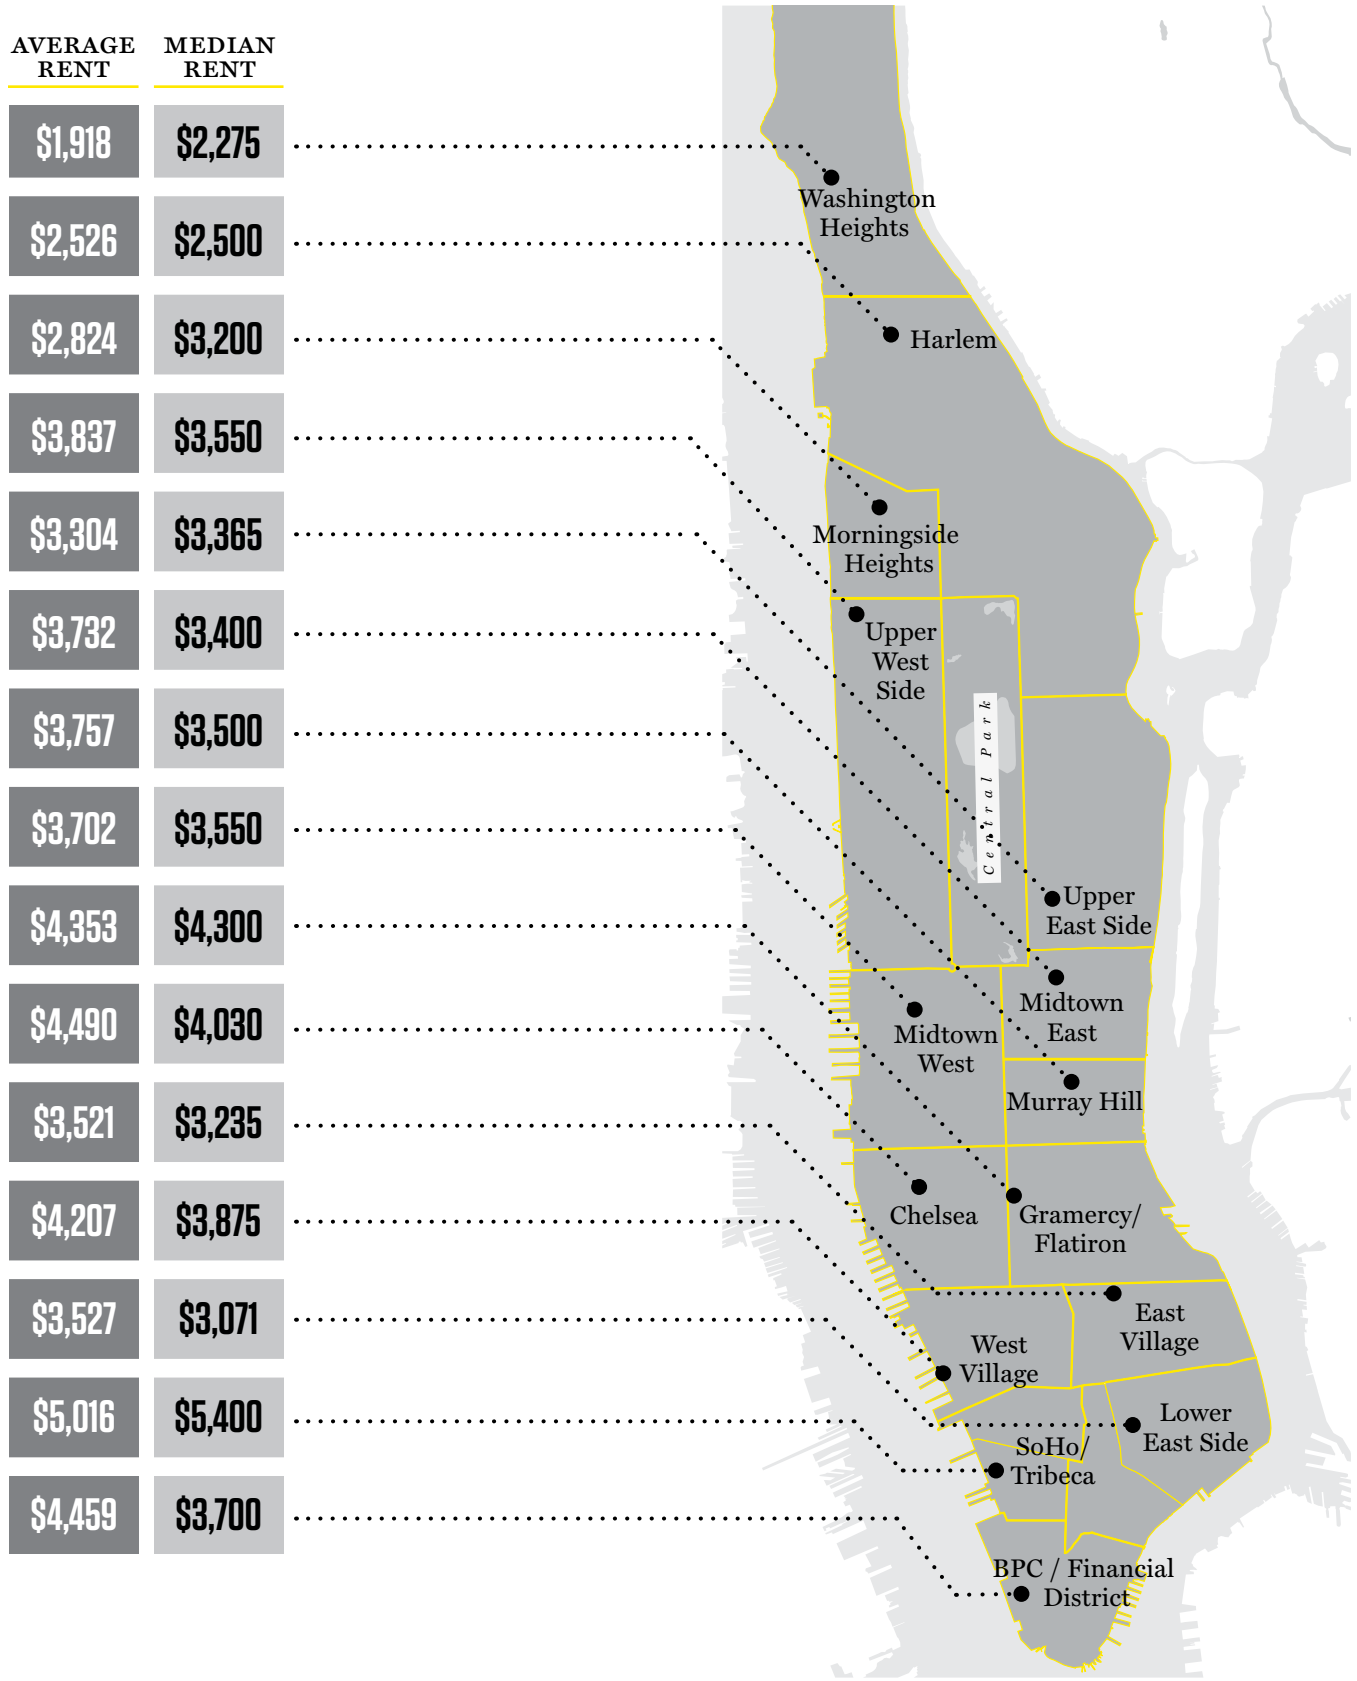 AVERAGE
RENT
MEDIAN
RENT
$1,918
$2,275
$2,526
$2,500
$2,824
$3,200
$3,837
$3,550
$3,304
$3,365
$3,732
$3,400
$3,757
$3,500
$3,702
$3,550
$4,353
$4,300
$4,490
$4,030
$3,521
$3,235
$4,207
$3,875
$3,527
$3,071
$5,016
$5,400
$4,459
$3,700
Washington
Heights
Harlem
Morningside
Heights
Upper
West
Side
Central Park
Upper
East Side
Midtown
East
Midtown
West
Murray Hill
Chelsea
Gramercy/
Flatiron
East
Village
West
Village
Lower
East Side
SoHo/
Tribeca
BPC / Financial
District